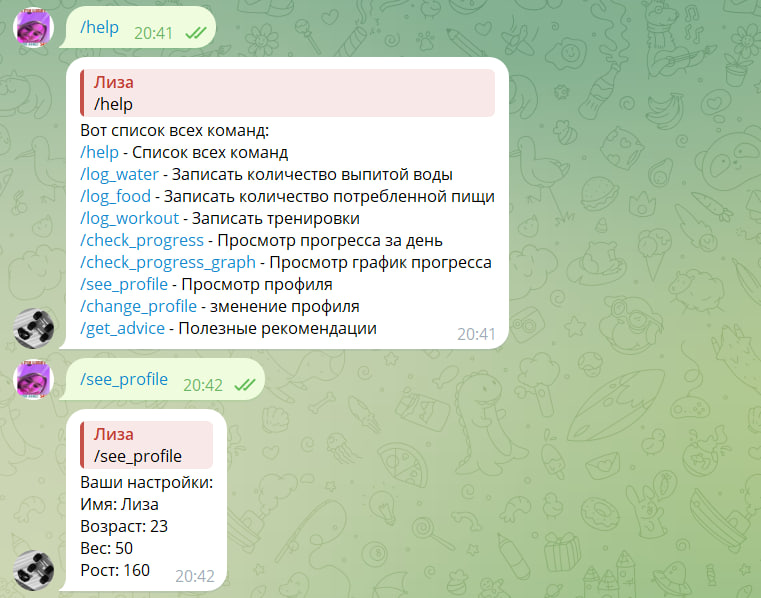 /help 20:41
Лиза
/help
Вот список всех команд:
/help - Список всех команд
/log_water - Записать количество выпитой воды
/log_food - Записать количество потребленной пищи
/log_workout - Записать тренировки
/check_progress - Просмотр прогресса за день
/check_progress_graph - Просмотр график прогресса
/see_profile - Просмотр профиля
/change_profile - зменение профиля
/get_advice - Полезные рекомендации
20:41
/see_profile 20:42
Лиза
/see_profile
Ваши настройки:
Имя: Лиза
Возраст: 23
Вес: 50
Рост: 160
20:42